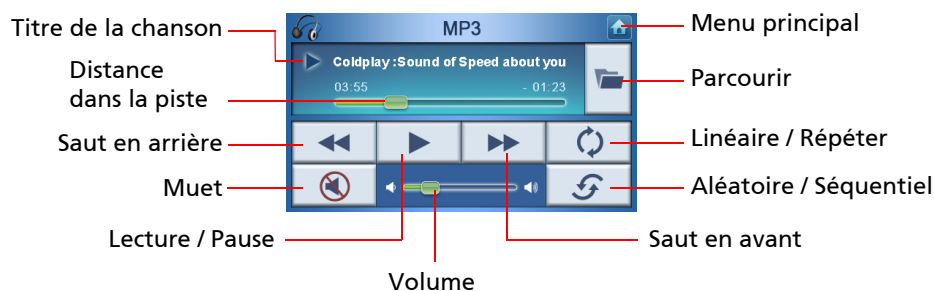 MP3
Titre de la chanson
Menu principal
Coldplay :Sound of Speed about you
Distance
dans la piste
03:55
- 01:23
Parcourir
Saut en arrière
Linéaire / Répéter
Muet
Aléatoire / Séquentiel
Lecture / Pause
Saut en avant
Volume